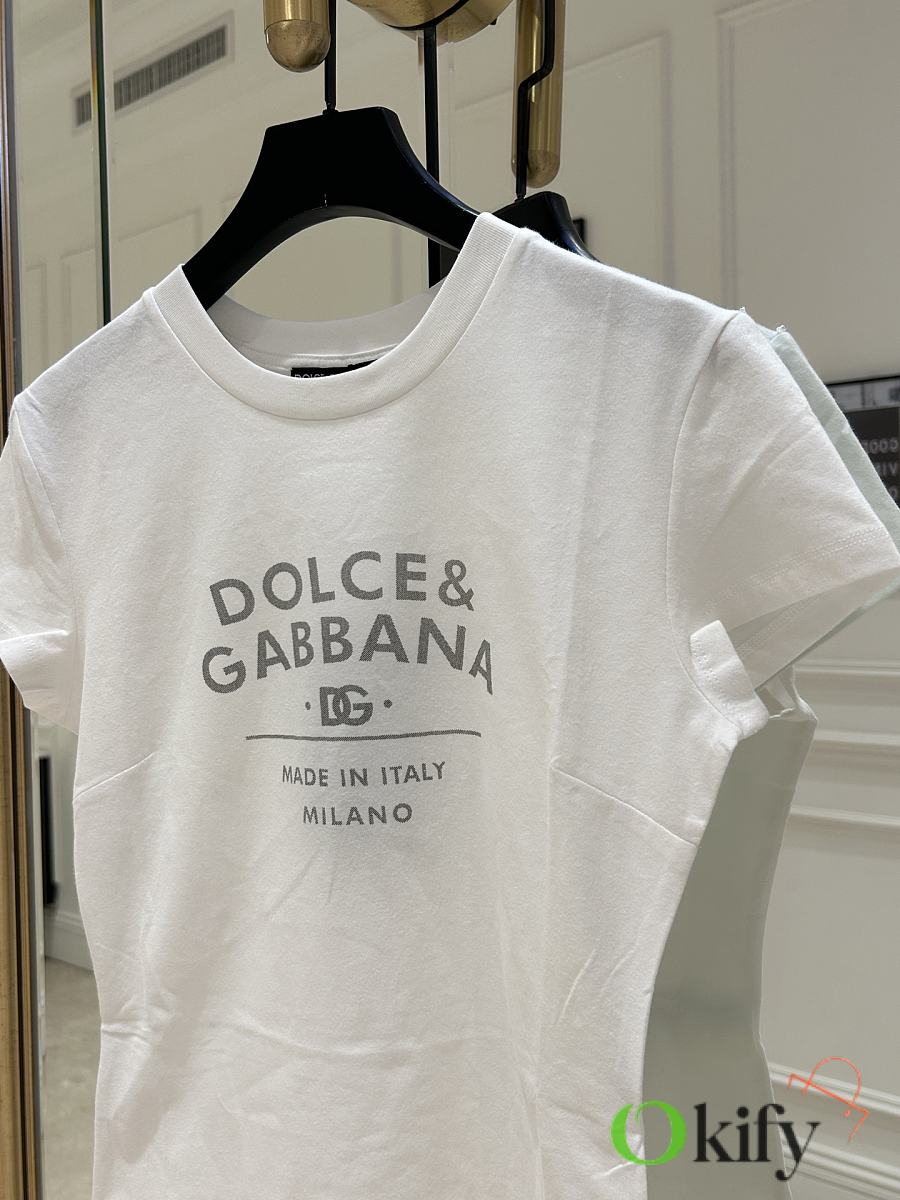 DOLCE&
GABBANA
·DG·
MADE IN ITALY
MILANO
Okify